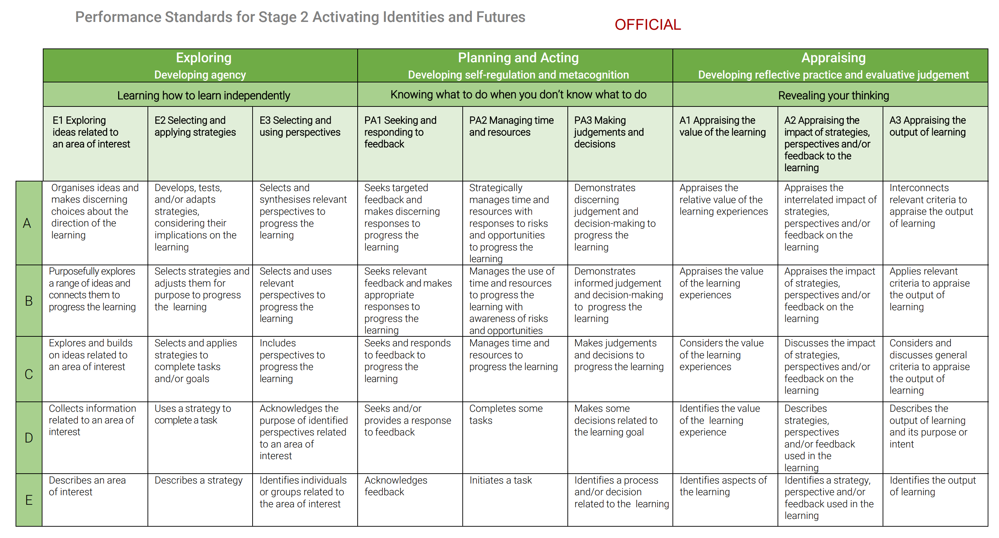 Performance Standards for Stage 2 Activating Identities and Futures
OFFICIAL
Exploring
Developing agency
Planning and Acting
Developing self-regulation and metacognition
Appraising
Developing reflective practice and evaluative judgement
Learning how to learn independently
Knowing what to do when you don't know what to do
Revealing your thinking
E1 Exploring
ideas related to
an area of interest
E2 Selecting and
applying strategies
E3 Selecting and
using perspectives
PA1 Seeking and
responding to
feedback
PA2 Managing time
and resources
PA3 Making
judgements and
decisions
A1 Appraising the
value of the learning
A2 Appraising the
impact of strategies,
perspectives and/or
feedback to the
learning
A3 Appraising the
output of learning
A
Organises ideas and
makes discerning
choices about the
direction of the
learning
Develops, tests,
and/or adapts
strategies,
considering their
implications on the
learning
Selects and
synthesises relevant
perspectives to
progress the
learning
Seeks targeted
feedback and
makes discerning
responses to
progress the
learning
Strategically
manages time and
resources with
responses to risks
and opportunities
to progress the
learning
Demonstrates
discerning
judgement and
decision-making to
progress the
learning
Appraises the
relative value of the
learning experiences
Appraises the
interrelated impact of
strategies,
perspectives and/or
feedback on the
learning
Interconnects
relevant criteria to
appraise the output
of learning
B
Purposefully explores
a range of ideas and
connects them to
progress the learning
Selects strategies and
adjusts them for
purpose to progress
the learning
Selects and uses
relevant
perspectives to
progress the
learning
Seeks relevant
feedback and makes
appropriate
responses to
progress the
learning
Manages the use of
time and resources
to progress the
learning with
awareness of risks
and opportunities
Demonstrates
informed judgement
and decision-making
to progress the
learning
Appraises the value
of the learning
experiences
Appraises the impact
of strategies,
perspectives and/or
feedback on the
learning
Applies relevant
criteria to appraise
the output of
learning
C
Explores and builds
on ideas related to
an area of interest
Selects and applies
strategies to
complete tasks
and/or goals
Includes
perspectives to
progress the
learning
Seeks and responds
to feedback to
progress the
learning
Manages time and
resources to
progress the learning
Makes judgements
and decisions to
progress the learning
Considers the value
of the learning
experiences
Discusses the impact
of strategies,
perspectives and/or
feedback on the
learning
Considers and
discusses general
criteria to appraise
the output of
learning
D
Collects information
related to an area of
interest
Uses a strategy to
complete a task
Acknowledges the
purpose of identified
perspectives related
to an area of
interest
Seeks and/or
provides a response
to feedback
Completes some
tasks
Makes some
decisions related to
the learning goal
Identifies the value
of the learning
experience
Describes
strategies,
perspectives
and/or feedback
used in the
learning
Describes the
output of learning
and its purpose or
intent
E
Describes an area
of interest
Describes a strategy
Identifies individuals
or groups related to
the area of interest
Acknowledges
feedback
Initiates a task
Identifies a process
and/or decision
related to the learning
Identifies aspects of
the learning
Identifies a strategy,
perspective and/or
feedback used in the
learning
Identifies the output
of learning